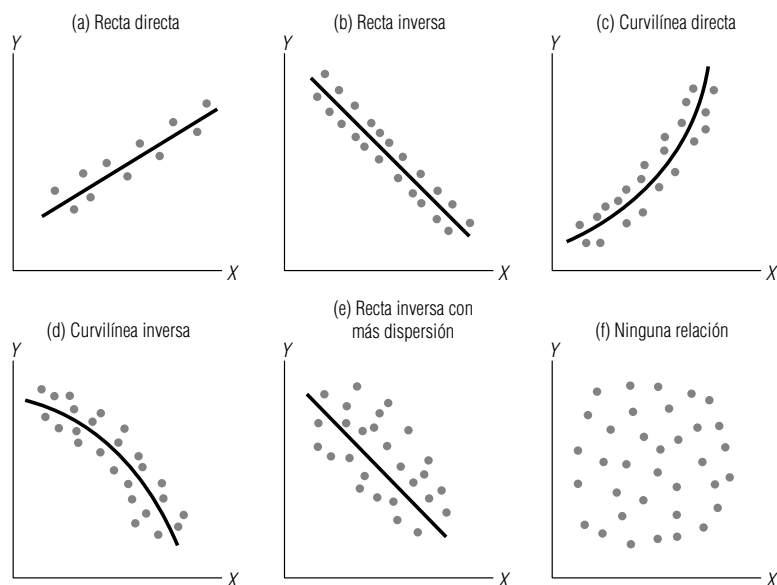 (a) Recta directa
Y
X
(b) Recta inversa
Y
X
(c) Curvilínea directa
Y
X
(d) Curvilínea inversa
Y
X
(e) Recta inversa con
más dispersión
Y
X
(f) Ninguna relación
Y
X